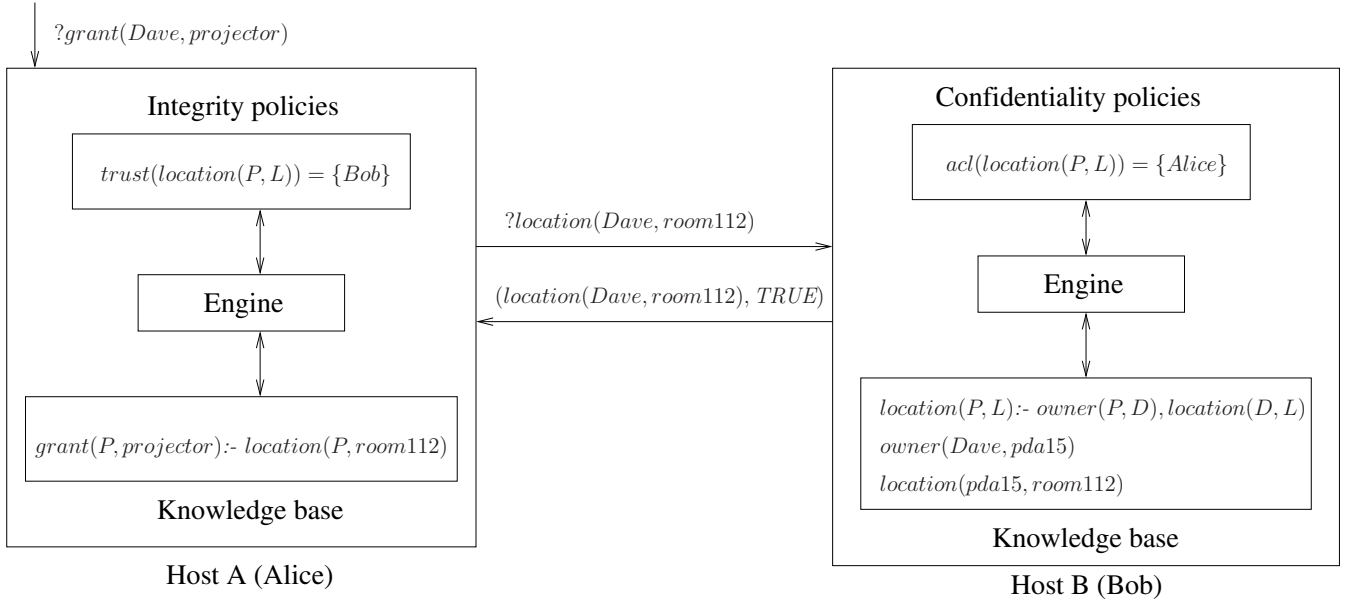 ?grant(Dave, projector)
Integrity policies
trust(location(P, L)) = {Bob}
Engine
grant(P, projector):- location(P, room112)
Knowledge base
Host A (Alice)
?location(Dave, room112)
(location(Dave, room112), TRUE)
Confidentiality policies
acl(location(P, L)) = {Alice}
Engine
location(P, L):- owner(P, D), location(D, L)
owner(Dave, pda15)
location(pda15, room112)
Knowledge base
Host B (Bob)